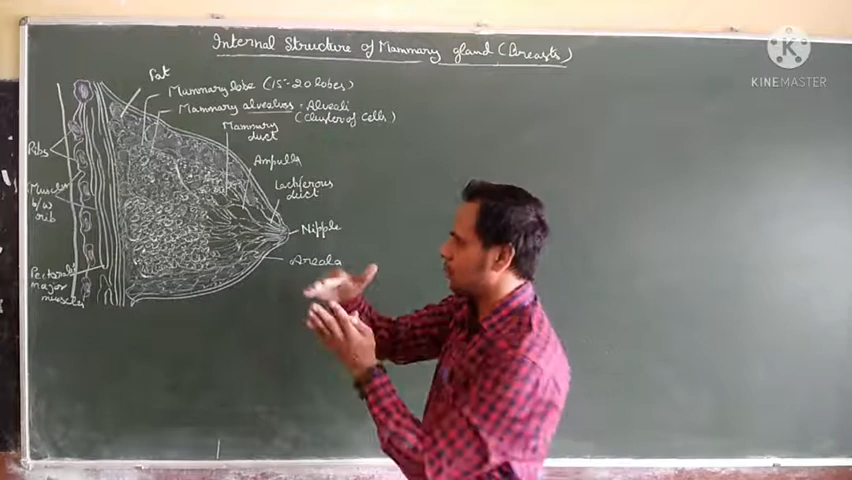 Internal Structure of Mammary gland (Breasts)
Fat
Mammary lobe (15-20 lobes)
Mammary alveolus - Alveoli
(Cluster of Cells)
Mammary
duct
Ampulla
Lactiferous
duct
Nipple
Areola
Ribs
Muscles
b/w
rib
Pectoralis
major
muscles
K
KINEMASTER